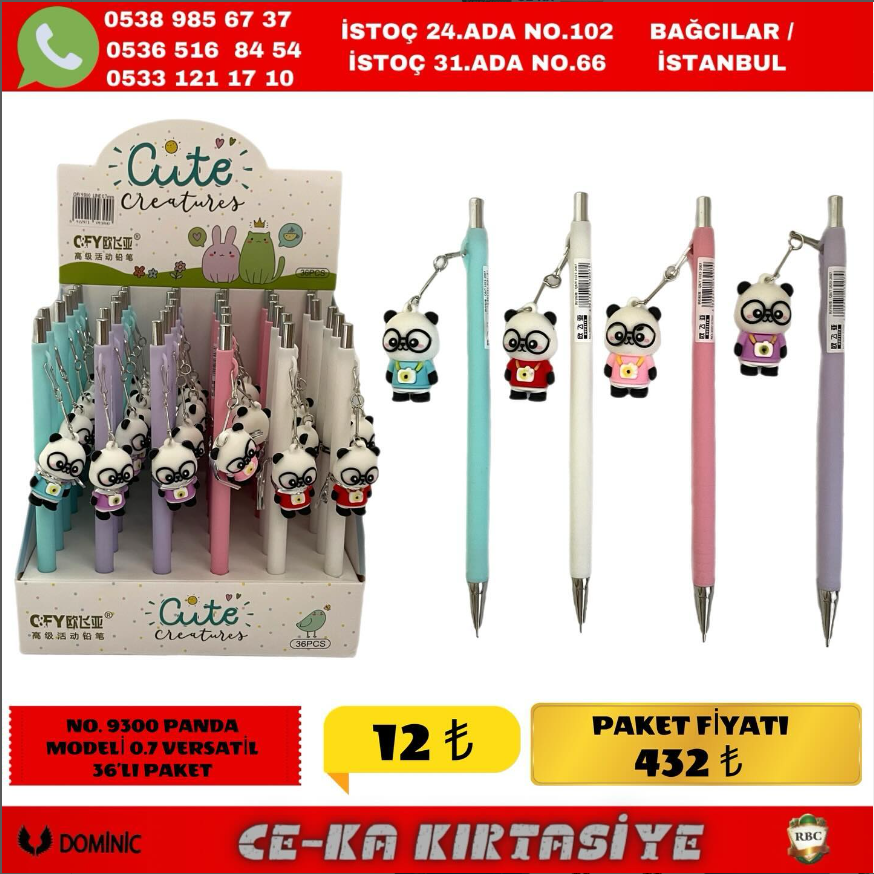 0538 985 67 37
0536 516 84 54
0533 121 17 10
İSTOÇ 24.ADA NO.102
İSTOÇ 31.ADA NO.66
BAĞCILAR /
İSTANBUL
Cute
Creatures
OFY欧飞亚®
高级活动铅笔
36PCS
OFY欧飞亚®
高级活动铅笔
Cute
Creatures
36PCS
NO. 9300 PANDA
MODELİ 0.7 VERSATİL
36'LI PAKET
12 ₺
PAKET FİYATI
432 ₺
DOMİNİC
CE-KA KIRTASİYE
RBC